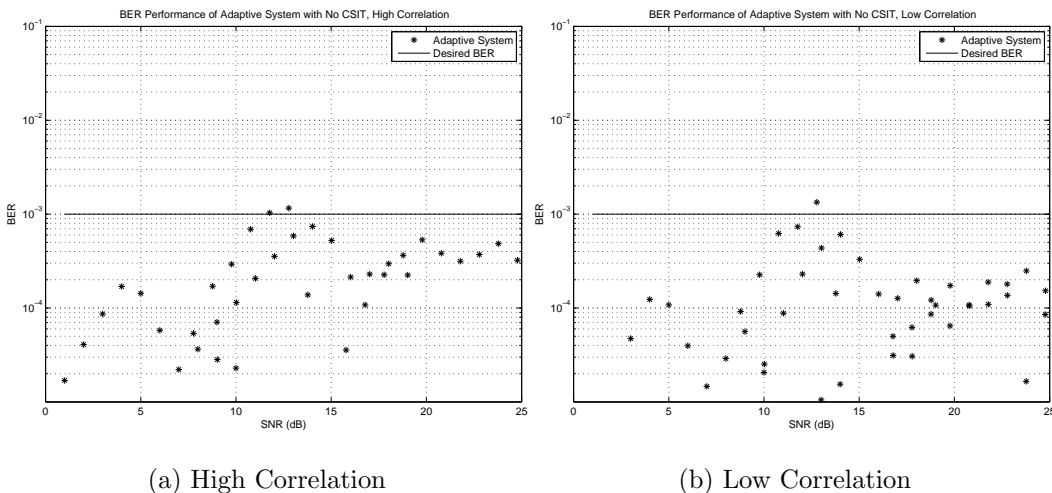 BER Performance of Adaptive System with No CSIT, High Correlation
Adaptive System
Desired BER
10^−1
10^−2
10^−3
10^−4
BER
0 5 10 15 20 25
SNR (dB)
(a) High Correlation
BER Performance of Adaptive System with No CSIT, Low Correlation
Adaptive System
Desired BER
10^−1
10^−2
10^−3
10^−4
BER
0 5 10 15 20 25
SNR (dB)
(b) Low Correlation